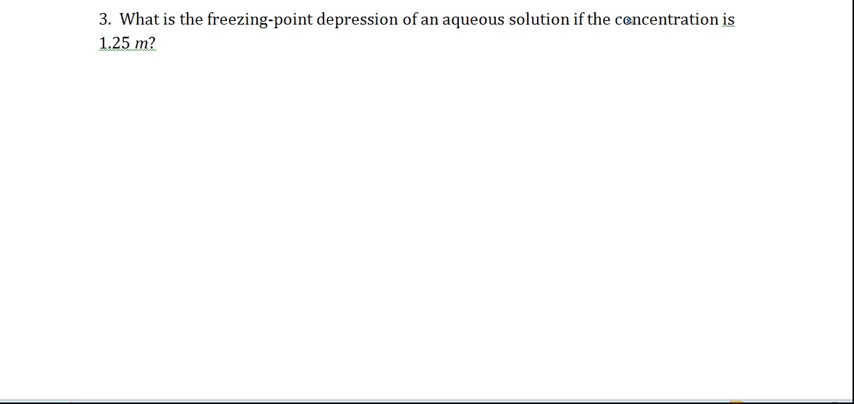 3. What is the freezing-point depression of an aqueous solution if the concentration is
1.25 m?